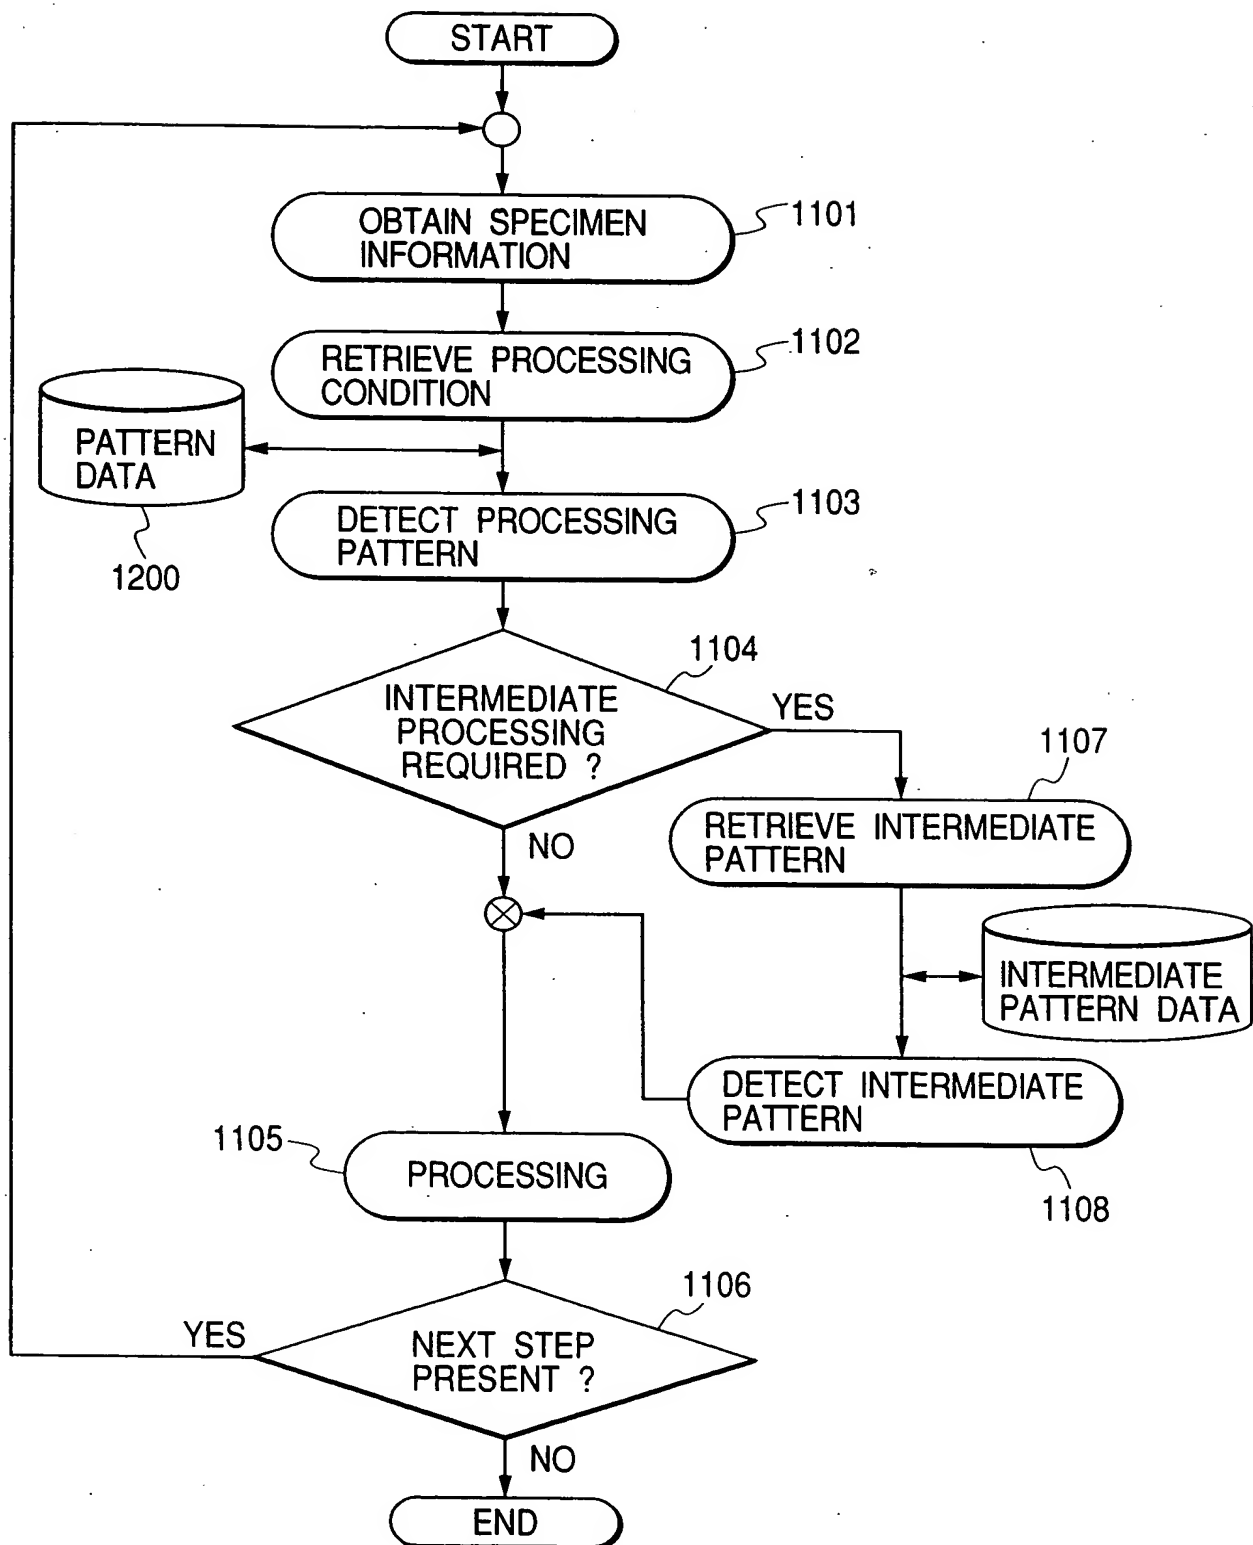 START
OBTAIN SPECIMEN
INFORMATION
1101
RETRIEVE PROCESSING
CONDITION
1102
PATTERN
DATA
1200
DETECT PROCESSING
PATTERN
1103
INTERMEDIATE
PROCESSING
REQUIRED ?
1104
YES
NO
RETRIEVE INTERMEDIATE
PATTERN
1107
INTERMEDIATE
PATTERN DATA
DETECT INTERMEDIATE
PATTERN
1108
1105
PROCESSING
1106
YES
NEXT STEP
PRESENT ?
NO
END